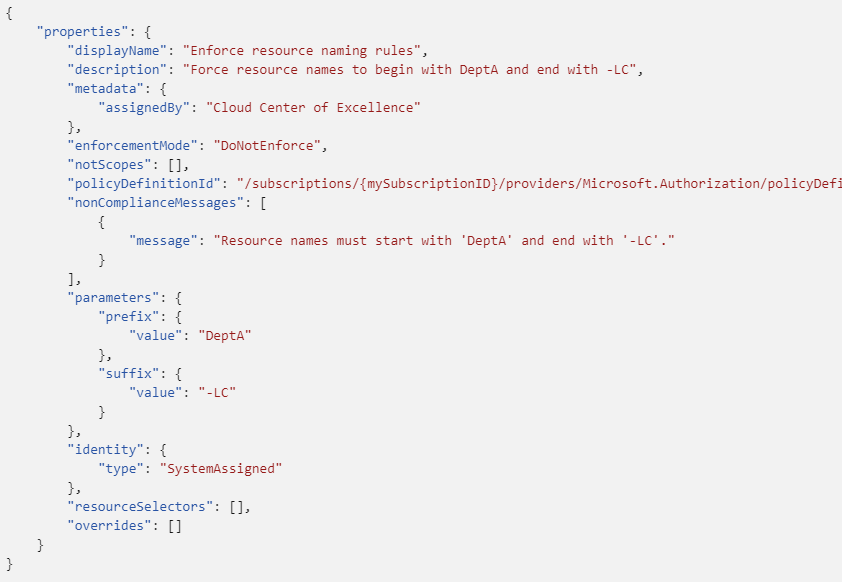 {
    "properties": {
        "displayName": "Enforce resource naming rules",
        "description": "Force resource names to begin with DeptA and end with -LC",
        "metadata": {
            "assignedBy": "Cloud Center of Excellence"
        },
        "enforcementMode": "DoNotEnforce",
        "notScopes": [],
        "policyDefinitionId": "/subscriptions/{mySubscriptionID}/providers/Microsoft.Authorization/policyDefi
        "nonComplianceMessages": [
            {
                "message": "Resource names must start with 'DeptA' and end with '-LC'."
            }
        ],
        "parameters": {
            "prefix": {
                "value": "DeptA"
            },
            "suffix": {
                "value": "-LC"
            }
        },
        "identity": {
            "type": "SystemAssigned"
        },
        "resourceSelectors": [],
        "overrides": []
    }
}